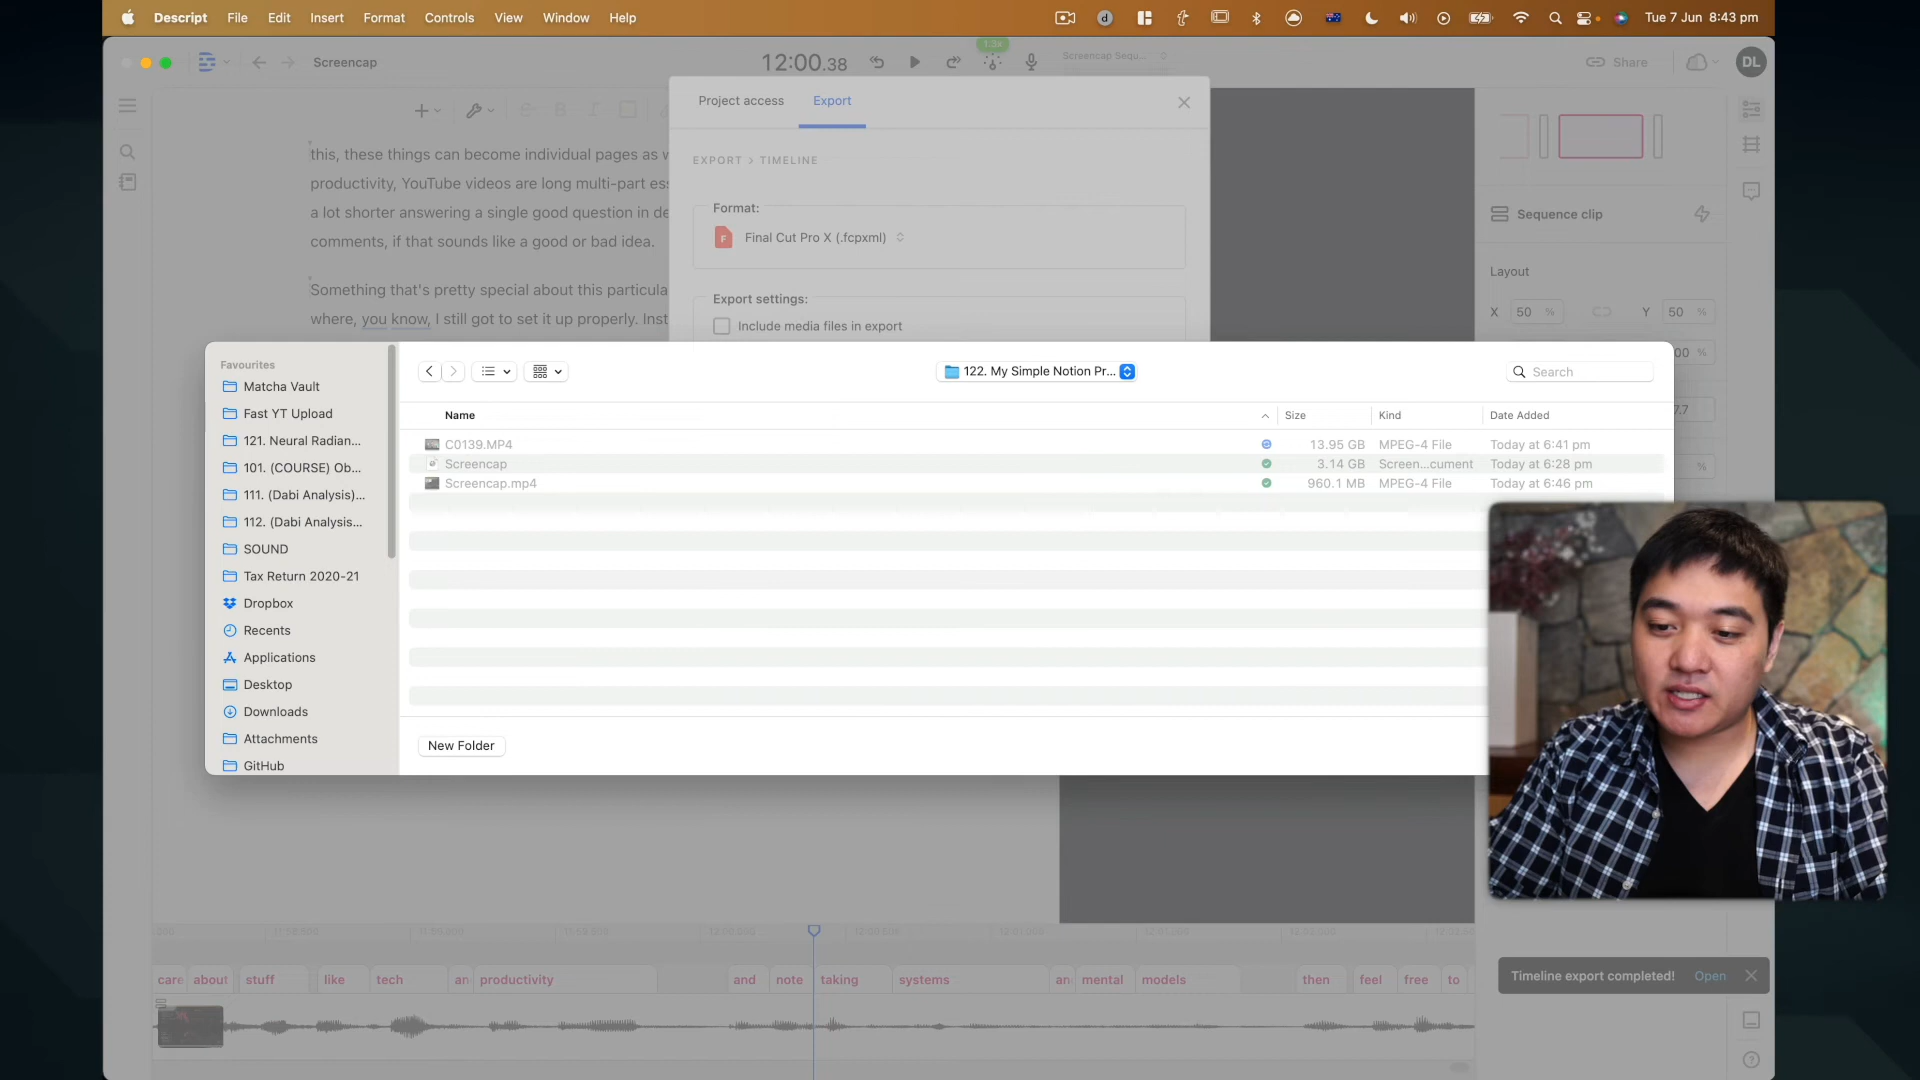 Descript File Edit Insert Format Controls View Window Help
Tue 7 Jun 8:43 pm
Screencap
12:00.38
1.3x
Screencap Sequ...
Share
DL
Project access
Export
EXPORT > TIMELINE
Format:
Final Cut Pro X (.fcpxml)
Export settings:
Include media files in export
this, these things can become individual pages as w
productivity, YouTube videos are long multi-part ess
a lot shorter answering a single good question in de
comments, if that sounds like a good or bad idea.
Something that's pretty special about this particula
where, you know, I still got to set it up properly. Inst
Sequence clip
Layout
X 50 % Y 50 %
00 %
7.7
%
Favourites
Matcha Vault
Fast YT Upload
121. Neural Radian...
101. (COURSE) Ob...
111. (Dabi Analysis)...
112. (Dabi Analysis...
SOUND
Tax Return 2020-21
Dropbox
Recents
Applications
Desktop
Downloads
Attachments
GitHub
122. My Simple Notion Pr...
Search
Name Size Kind Date Added
C0139.MP4 13.95 GB MPEG-4 File Today at 6:41 pm
Screencap 3.14 GB Screen...cument Today at 6:28 pm
Screencap.mp4 960.1 MB MPEG-4 File Today at 6:46 pm
New Folder
Timeline export completed! Open
care about stuff like tech an productivity and note taking systems an mental models then feel free to